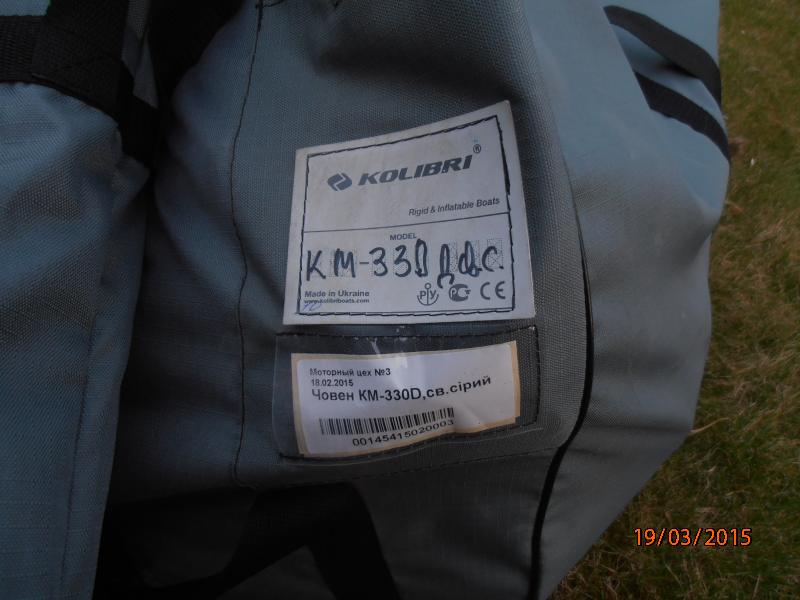 KOLIBRI®
Rigid & Inflatable Boats
MODEL
КМ-330
Made in Ukraine
www.kolibriboats.com
CE
Моторный цех №3
18.02.2015
Човен КМ-330D,св.сірий
00145415020003
19/03/2015